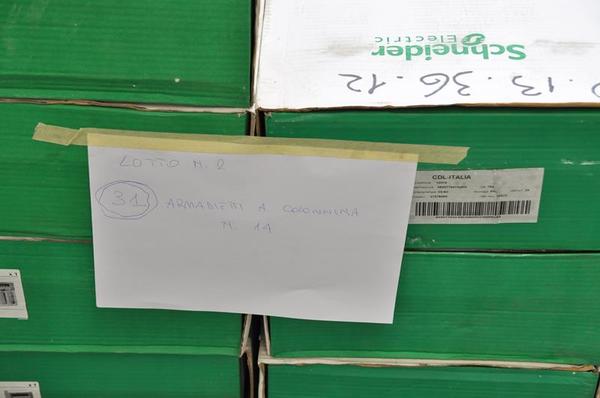 Schneider
Electric
.13.36.12
LOTTO N. 2
31 ARMADIETTI A COLONNINA
N. 14
CDL-ITALIA